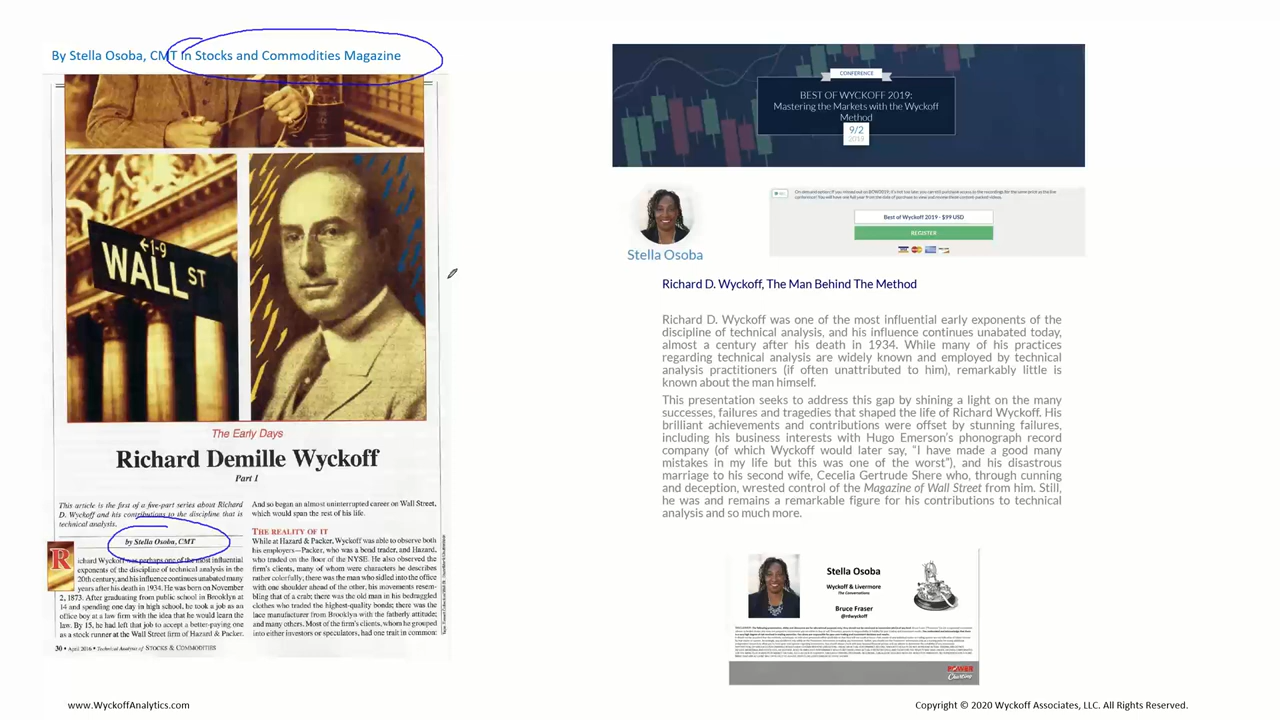 By Stella Osoba, CMT In Stocks and Commodities Magazine
←1-9
WALL ST
The Early Days
Richard Demille Wyckoff
Part 1
This article is the first of a five-part series about Richard
D. Wyckoff and his contributions to the discipline that is
technical analysis.
by Stella Osoba, CMT
Richard Wyckoff was perhaps one of the most influential
exponents of the discipline of technical analysis in the
20th century, and his influence continues unabated many
years after his death in 1934. He was born on November
2, 1873. After graduating from public school in Brooklyn at
14 and spending one day in high school, he took a job as an
office boy at a law firm with the idea that he would learn the
law. By 15, he had left that job to accept a better-paying one
as a stock runner at the Wall Street firm of Hazard & Packer.
And so began an almost uninterrupted career on Wall Street,
which would span the rest of his life.
THE REALITY OF IT
While at Hazard & Packer, Wyckoff was able to observe both
his employers—Packer, who was a bond trader, and Hazard,
who traded on the floor of the NYSE. He also observed the
firm's clients, many of whom were characters he describes
rather colorfully; there was the man who sidled into the office
with one shoulder ahead of the other, his movements resem-
bling that of a crab; there was the old man in his bedraggled
clothes who traded the highest-quality bonds; there was the
lace manufacturer from Brooklyn with the fatherly attitude;
and many others. Most of the firm's clients, whom he grouped
into either investors or speculators, had one trait in common:
30 • April 2016 • Technical Analysis of STOCKS & COMMODITIES
CONFERENCE
BEST OF WYCKOFF 2019:
Mastering the Markets with the Wyckoff
Method
9/2
2019
Stella Osoba
Best of Wyckoff 2019 - $99 USD
REGISTER
Richard D. Wyckoff, The Man Behind The Method
Richard D. Wyckoff was one of the most influential early exponents of the
discipline of technical analysis, and his influence continues unabated today,
almost a century after his death in 1934. While many of his practices
regarding technical analysis are widely known and employed by technical
analysis practitioners (if often unattributed to him), remarkably little is
known about the man himself.
This presentation seeks to address this gap by shining a light on the many
successes, failures and tragedies that shaped the life of Richard Wyckoff. His
brilliant achievements and contributions were offset by stunning failures,
including his business interests with Hugo Emerson's phonograph record
company (of which Wyckoff would later say, "I have made a good many
mistakes in my life but this was one of the worst"), and his disastrous
marriage to his second wife, Cecelia Gertrude Shere who, through cunning
and deception, wrested control of the Magazine of Wall Street from him. Still,
he was and remains a remarkable figure for his contributions to technical
analysis and so much more.
Stella Osoba
Wyckoff & Livermore
The Conversations
Bruce Fraser
@rdwyckoff
POWER
Charting
www.WyckoffAnalytics.com
Copyright © 2020 Wyckoff Associates, LLC. All Rights Reserved.